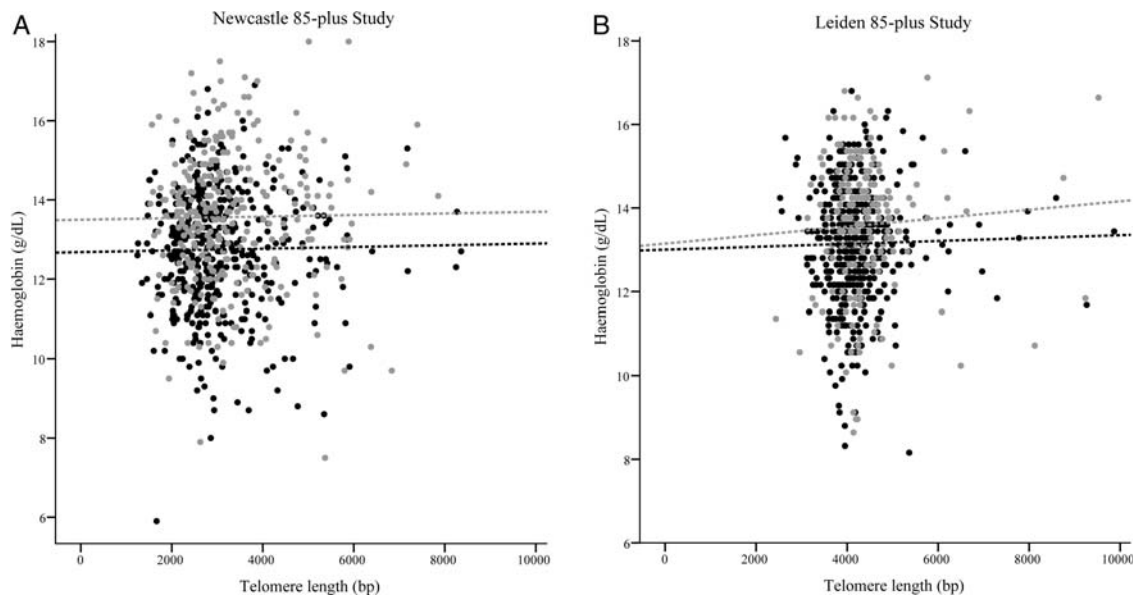 A
Newcastle 85-plus Study
18
16
14
12
10
8
6
Haemoglobin (g/dL)
0 2000 4000 6000 8000 10000
Telomere length (bp)
B
Leiden 85-plus Study
18
16
14
12
10
8
6
Haemoglobin (g/dL)
0 2000 4000 6000 8000 10000
Telomere length (bp)